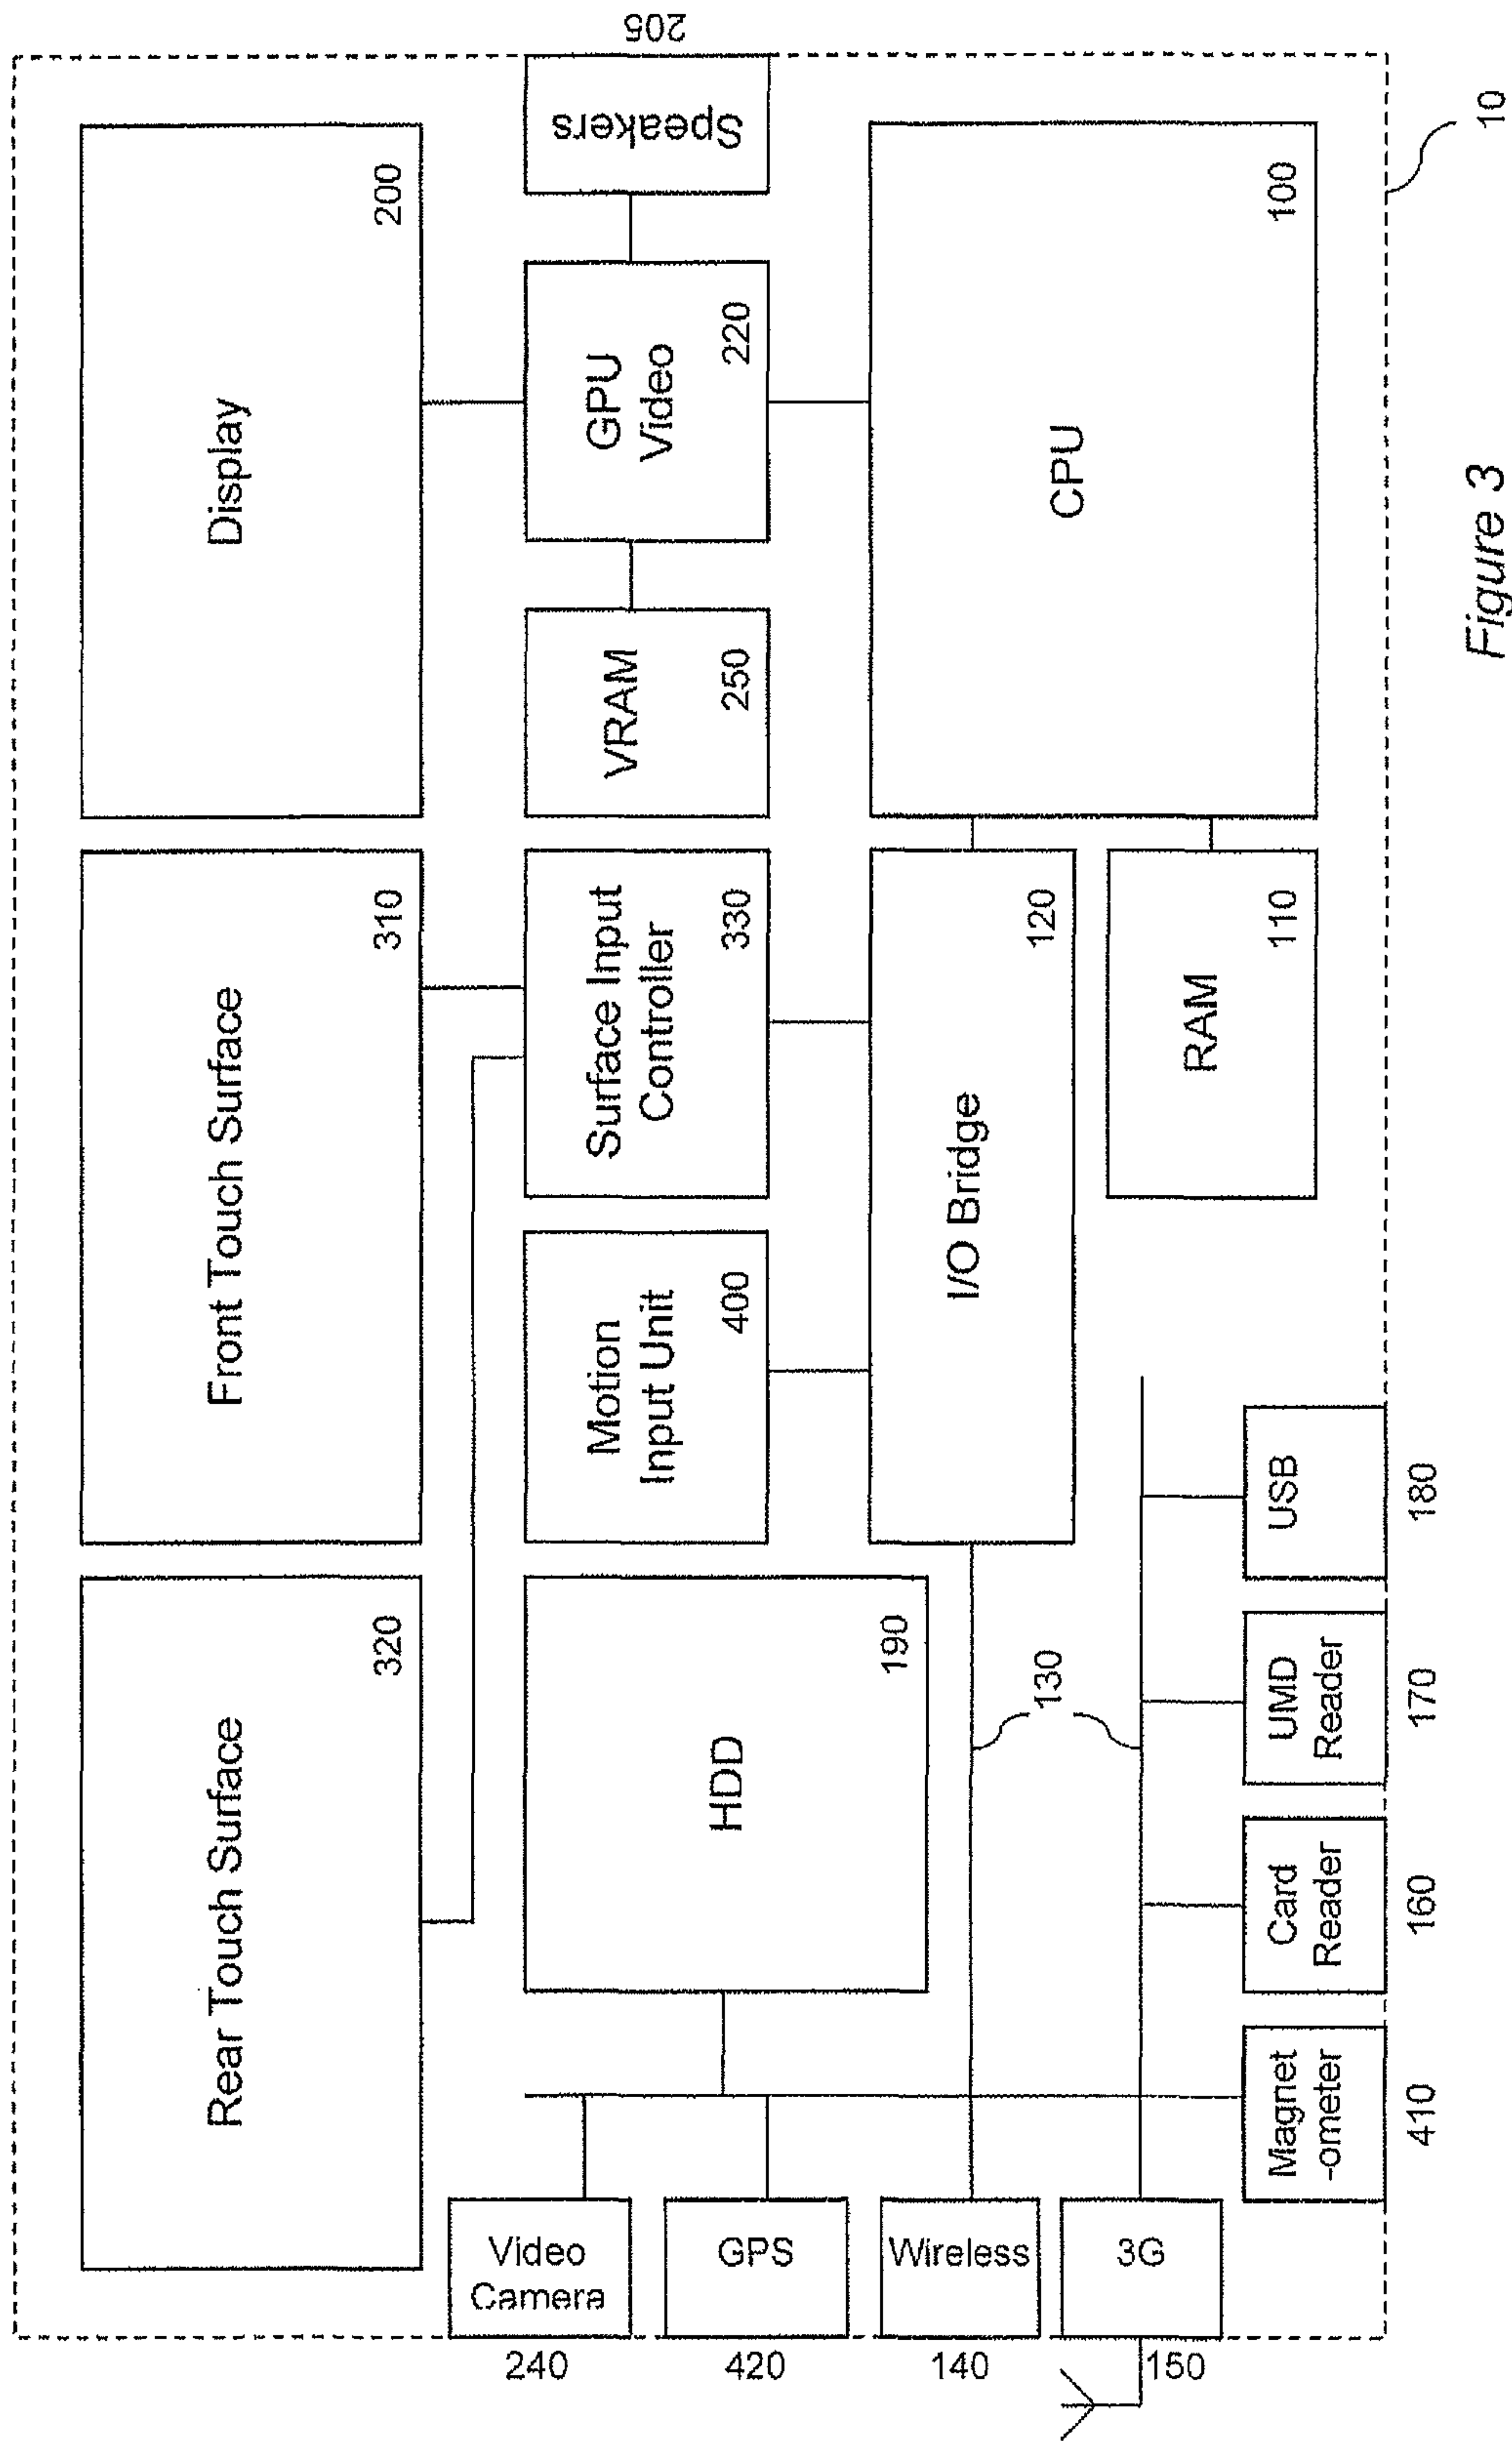 Rear Touch Surface
320
Front Touch Surface
310
Display
200
Video
Camera
240
GPS
420
Wireless
140
3G
150
HDD
190
Motion
Input Unit
400
Surface Input
Controller
330
VRAM
250
GPU
Video
220
Speakers
205
I/O Bridge
120
CPU
100
RAM
110
130
Magnet
-ometer
410
Card
Reader
160
UMD
Reader
170
USB
180
10
Figure 3